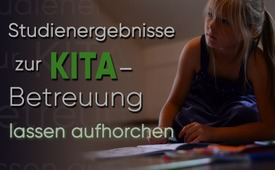 Studienergebnisse
zur KITA–
Betreuung
lassen aufhorchen